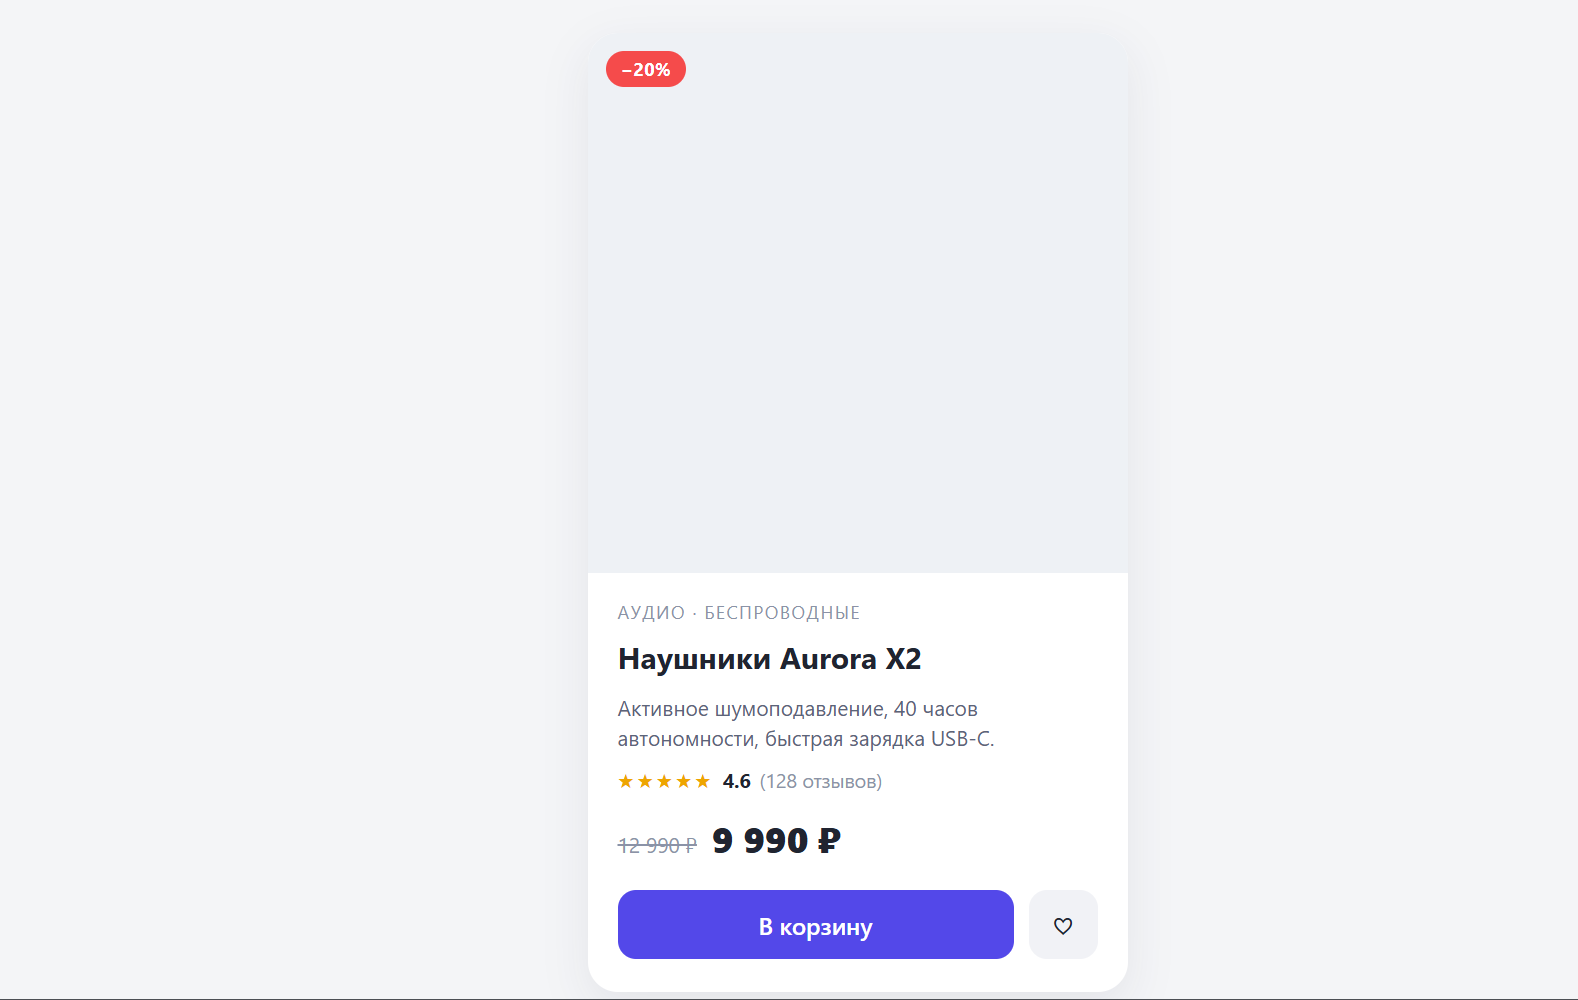 −20%
АУДИО · БЕСПРОВОДНЫЕ
Наушники Aurora X2
Активное шумоподавление, 40 часов
автономности, быстрая зарядка USB-C.
★★★★★ 4.6 (128 отзывов)
12 990 ₽ 9 990 ₽
В корзину